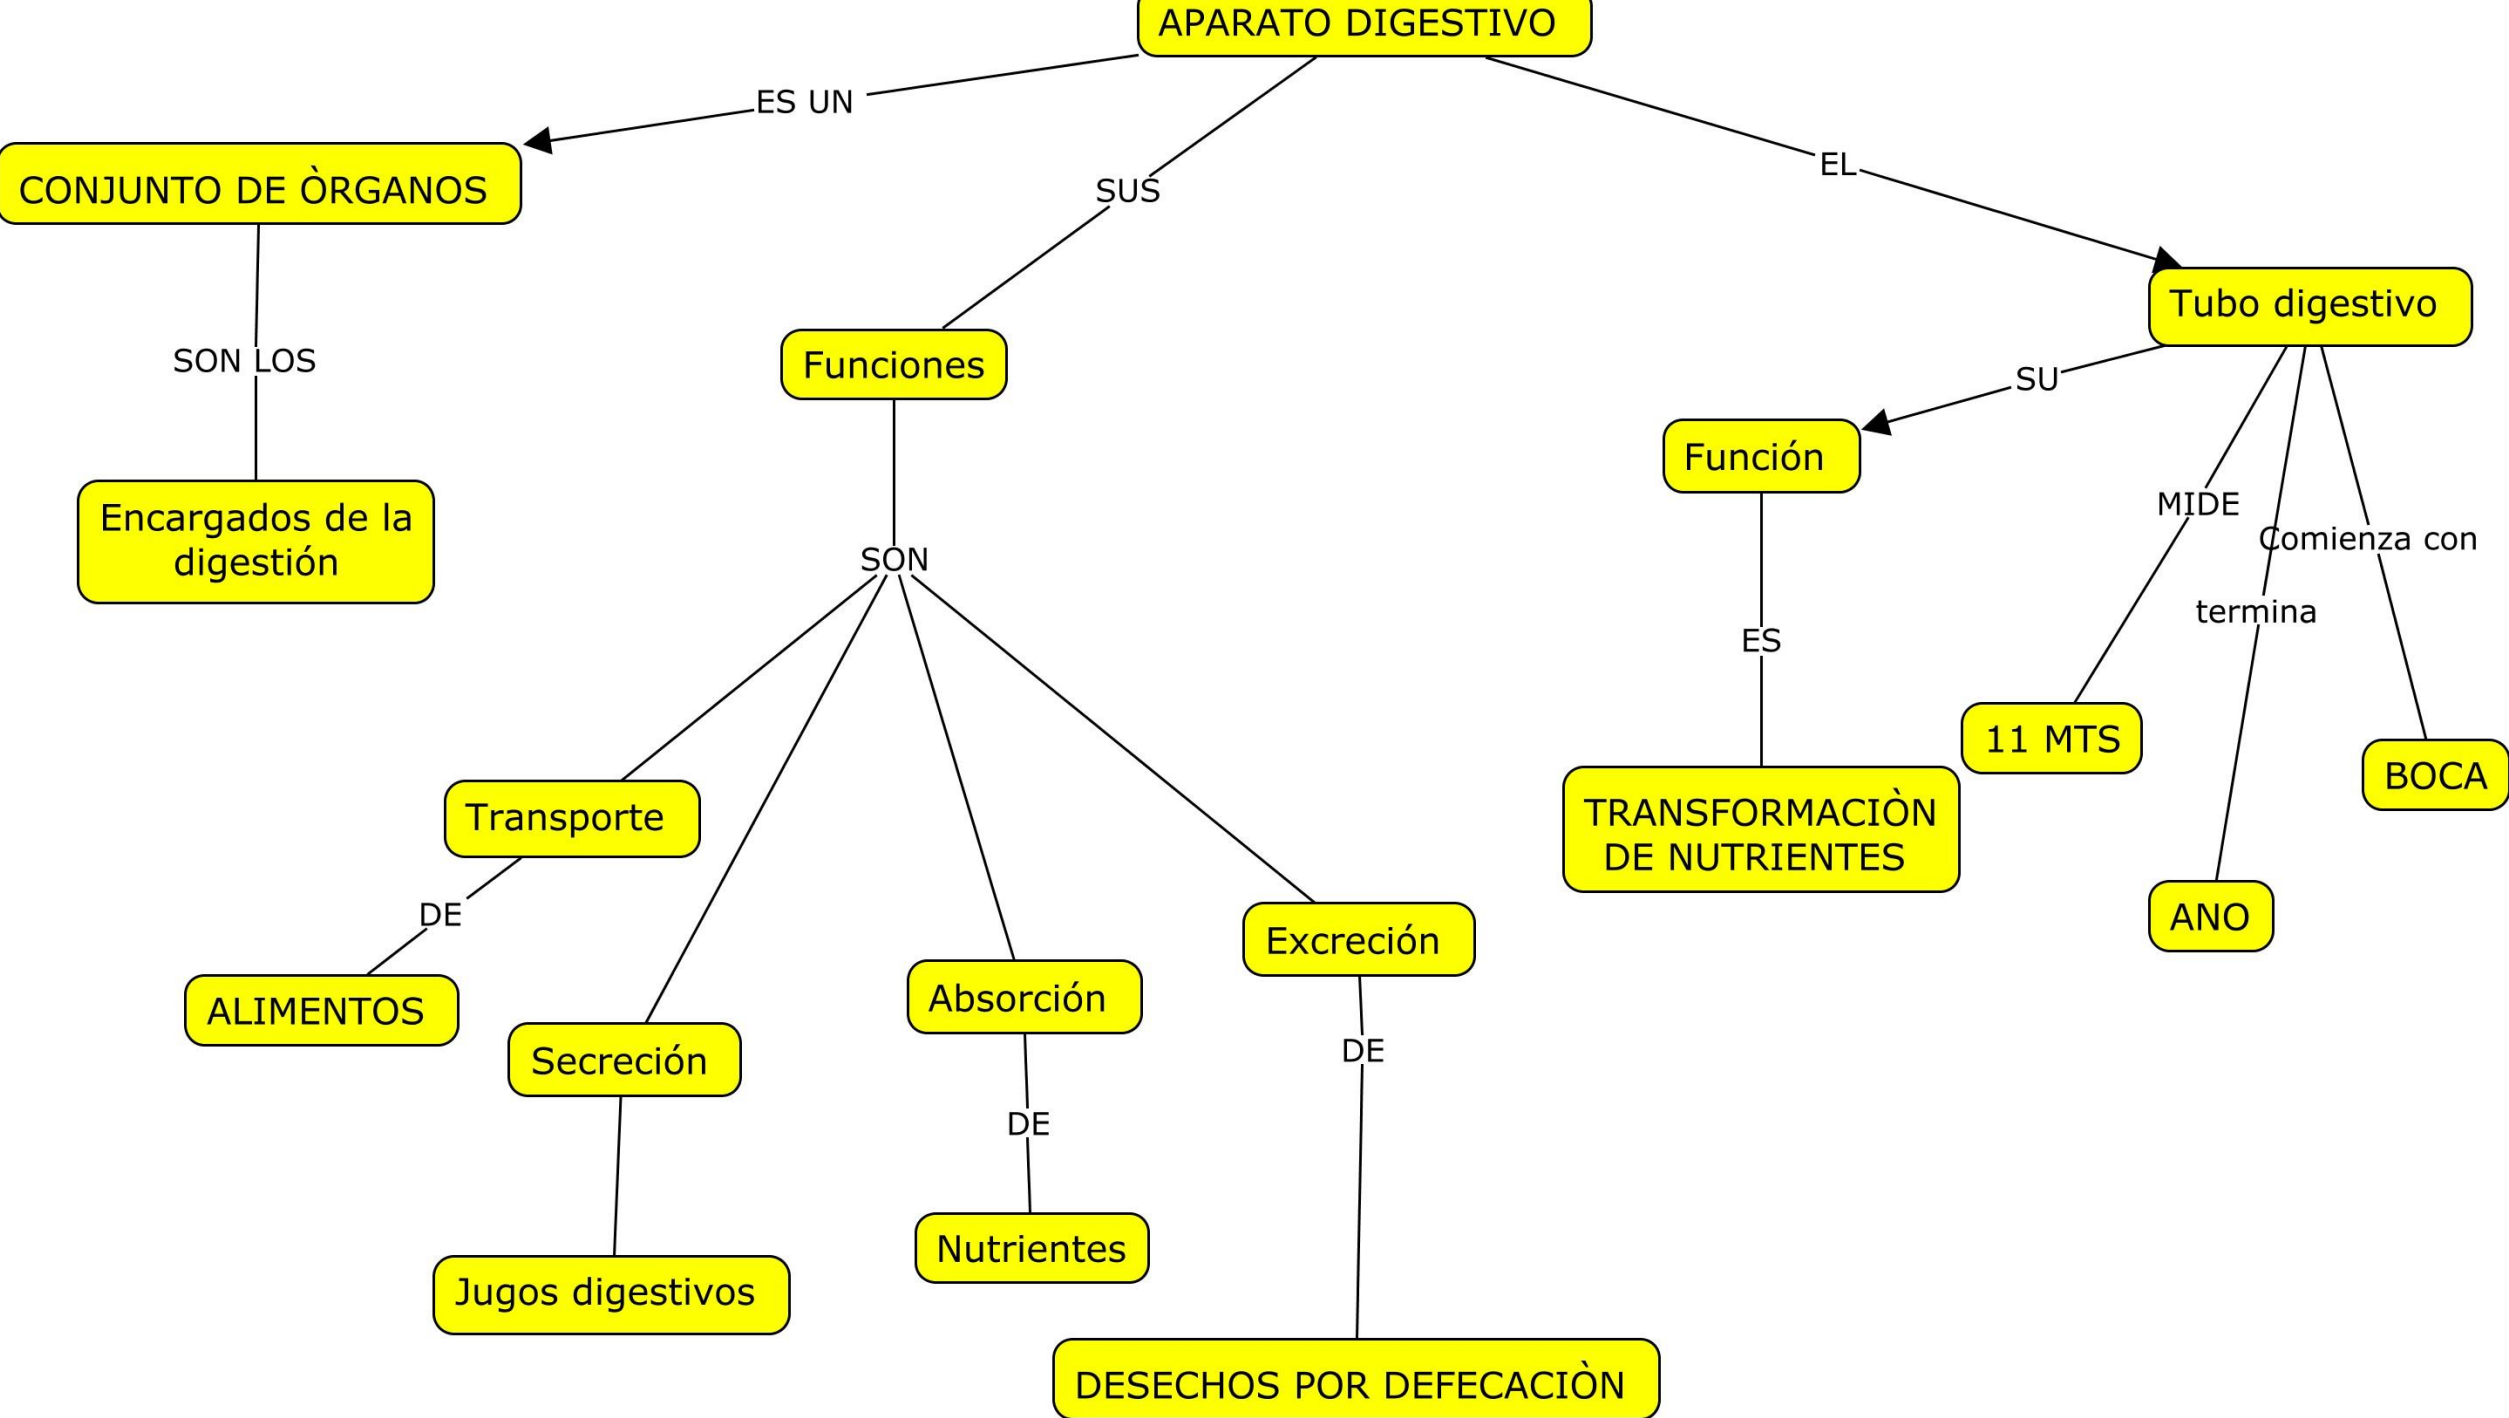 APARATO DIGESTIVO
ES UN
EL
SUS
CONJUNTO DE ÒRGANOS
Tubo digestivo
SON LOS
Funciones
SU
Función
MIDE
Comienza con
Encargados de la
digestión
SON
termina
ES
11 MTS
BOCA
Transporte
TRANSFORMACIÒN
DE NUTRIENTES
DE
ANO
Excreción
ALIMENTOS
Absorción
Secreción
DE
DE
Nutrientes
Jugos digestivos
DESECHOS POR DEFECACIÒN